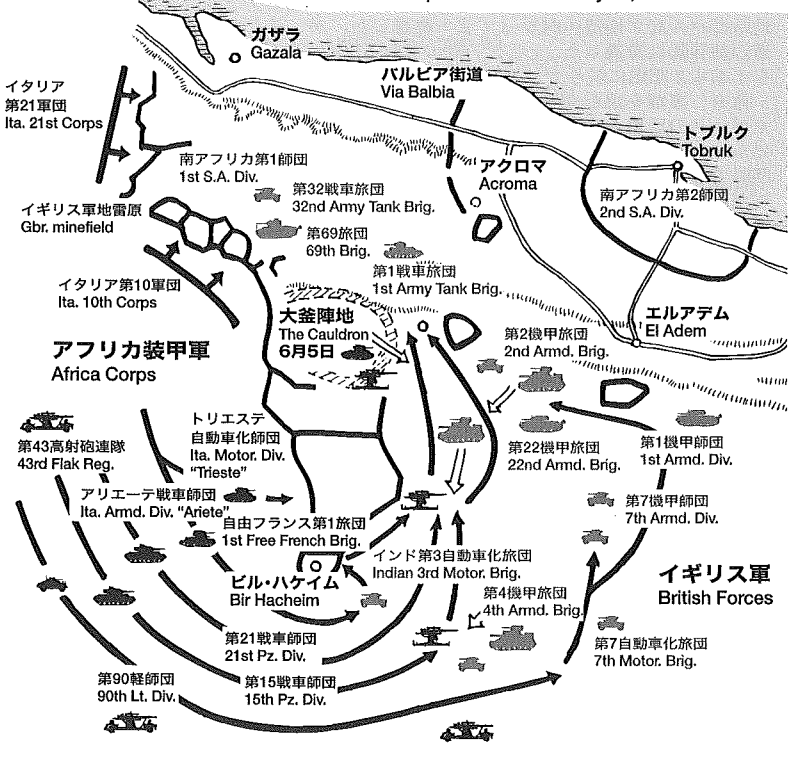 ガザラ
Gazala
バルビア街道
Via Balbia
イタリア
第21軍団
Ita. 21st Corps
トブルク
Tobruk
アクロマ
Acroma
南アフリカ第1師団
1st S.A. Div.
南アフリカ第2師団
2nd S.A. Div.
第32戦車旅団
32nd Army Tank Brig.
イギリス軍地雷原
Gbr. minefield
第69旅団
69th Brig.
第1戦車旅団
1st Army Tank Brig.
イタリア第10軍団
Ita. 10th Corps
大釜陣地
The Cauldron
6月5日
エルアデム
El Adem
第2機甲旅団
2nd Armd. Brig.
アフリカ装甲軍
Africa Corps
トリエステ
自動車化師団
Ita. Motor. Div.
"Trieste"
第43高射砲連隊
43rd Flak Reg.
第22機甲旅団
22nd Armd. Brig.
第1機甲師団
1st Armd. Div.
アリエーテ戦車師団
Ita. Armd. Div. "Ariete"
第7機甲師団
7th Armd. Div.
自由フランス第1旅団
1st Free French Brig.
インド第3自動車化旅団
Indian 3rd Motor. Brig.
ビル・ハケイム
Bir Hacheim
イギリス軍
British Forces
第4機甲旅団
4th Armd. Brig.
第21戦車師団
21st Pz. Div.
第7自動車化旅団
7th Motor. Brig.
第90軽師団
90th Lt. Div.
第15戦車師団
15th Pz. Div.